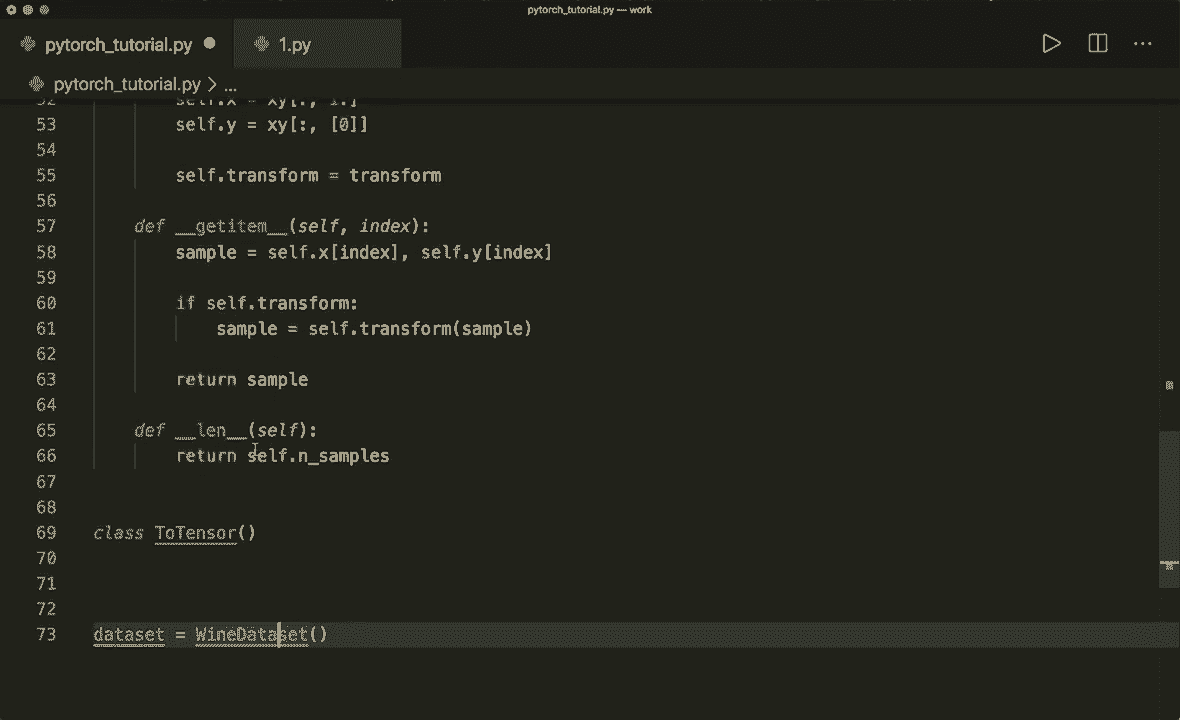 pytorch_tutorial.py — work
pytorch_tutorial.py 1.py
pytorch_tutorial.py > ...
52 self.x = xy[:, 1:]
53 self.y = xy[:, [0]]
54
55 self.transform = transform
56
57 def __getitem__(self, index):
58 sample = self.x[index], self.y[index]
59
60 if self.transform:
61 sample = self.transform(sample)
62
63 return sample
64
65 def __len__(self):
66 return self.n_samples
67
68
69 class ToTensor()
70
71
72
73 dataset = WineDataset()